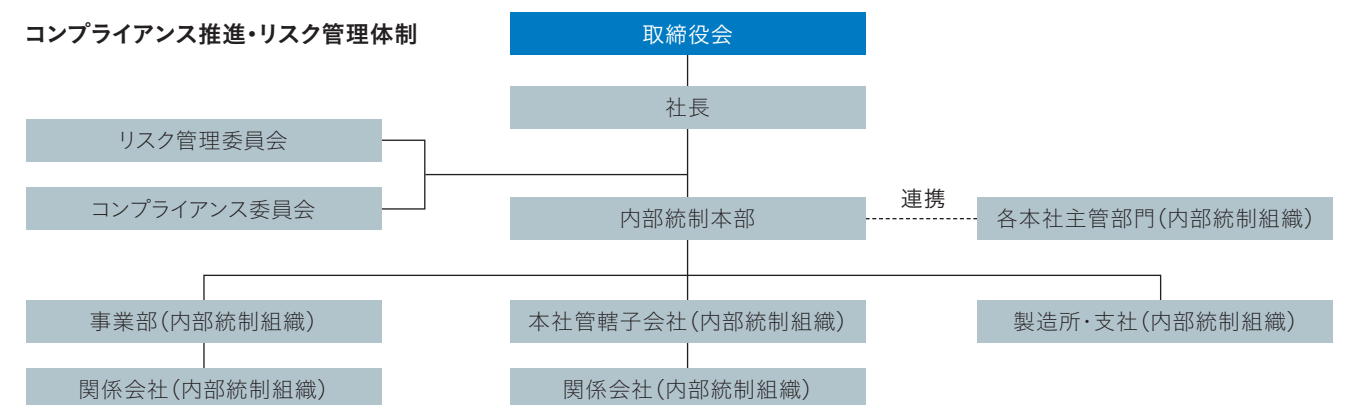 コンプライアンス推進・リスク管理体制
取締役会
社長
リスク管理委員会
コンプライアンス委員会
内部統制本部
連携
各本社主管部門(内部統制組織)
事業部(内部統制組織)
本社管轄子会社(内部統制組織)
製造所・支社(内部統制組織)
関係会社(内部統制組織)
関係会社(内部統制組織)